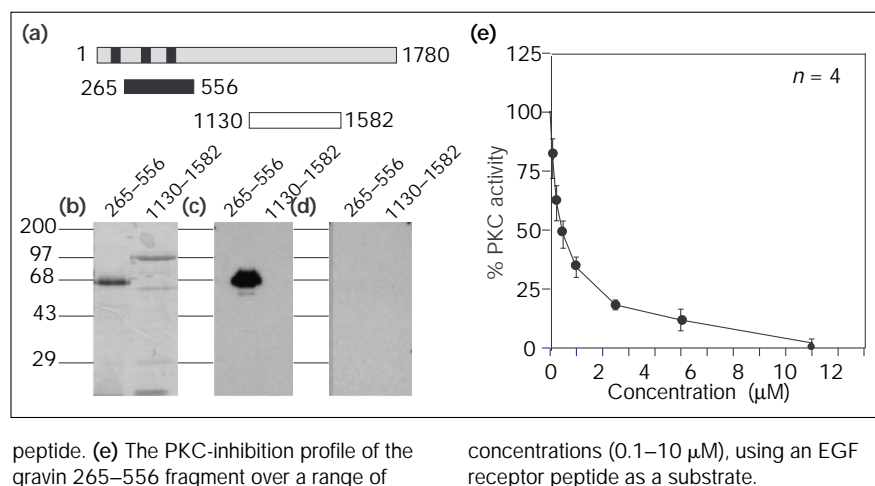 (a)
1 1780
265 556
1130 1582
(b) 265–556 1130–1582 (c) 265–556 1130–1582 (d) 265–556 1130–1582
200
97
68
43
29
(e)
125
100
75
50
25
0
% PKC activity
n = 4
0 2 4 6 8 10 12
Concentration (μM)
peptide. (e) The PKC-inhibition profile of the
gravin 265–556 fragment over a range of
concentrations (0.1–10 μM), using an EGF
receptor peptide as a substrate.